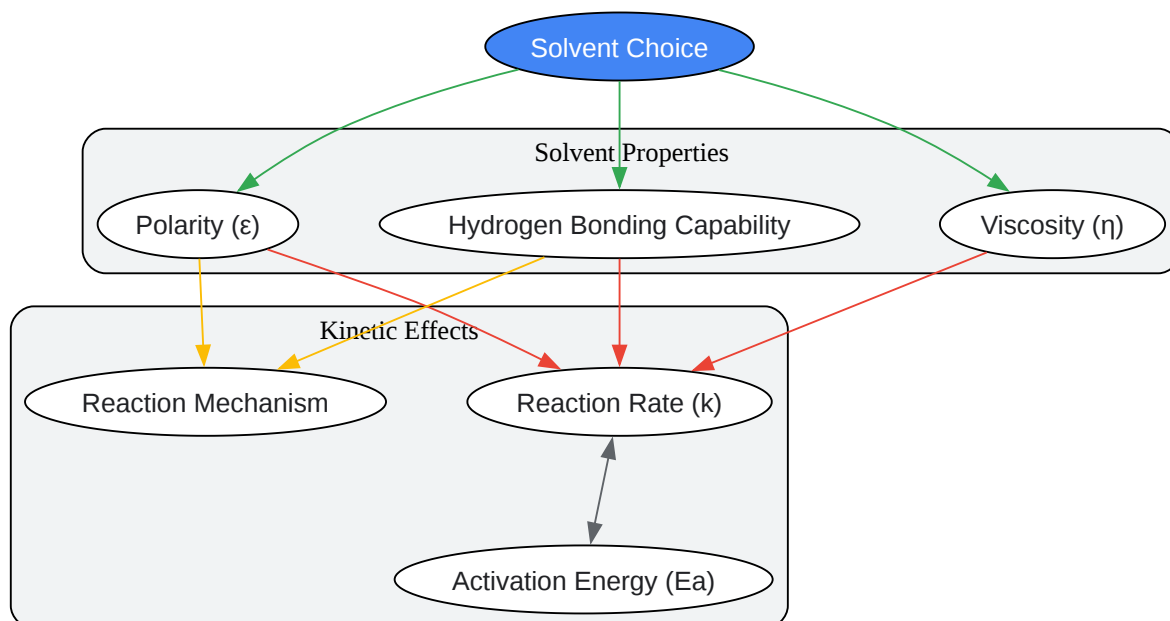 Solvent Choice
Solvent Properties
Polarity (ε)
Hydrogen Bonding Capability
Viscosity (η)
Kinetic Effects
Reaction Mechanism
Reaction Rate (k)
Activation Energy (Ea)